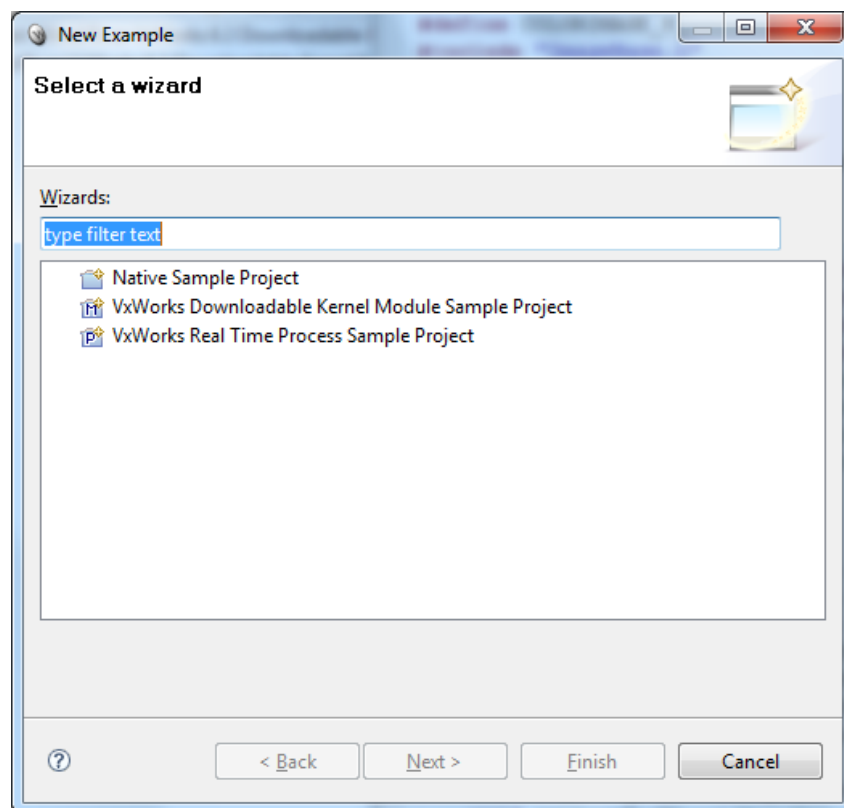 New Example
Select a wizard
Wizards:
type filter text
Native Sample Project
VxWorks Downloadable Kernel Module Sample Project
VxWorks Real Time Process Sample Project
< Back
Next >
Finish
Cancel